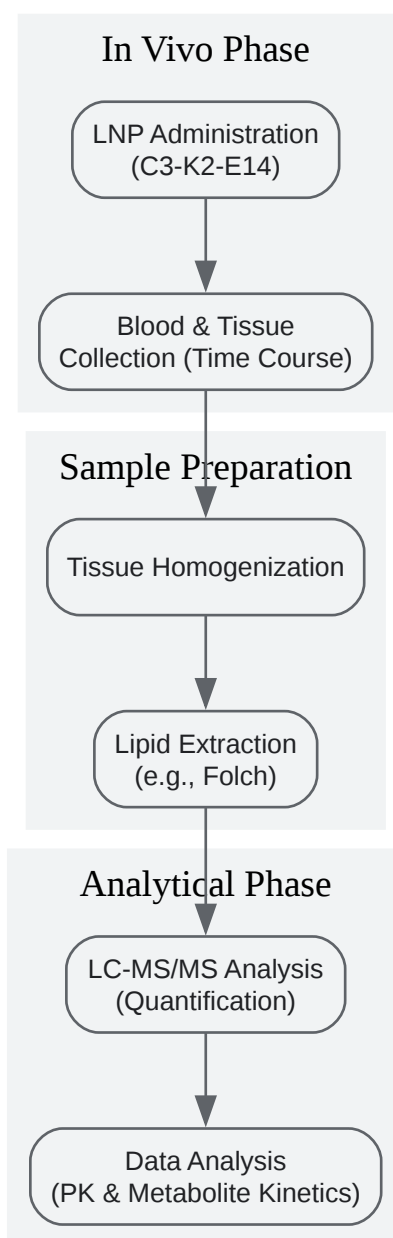 In Vivo Phase
LNP Administration
(C3-K2-E14)
Blood & Tissue
Collection (Time Course)
Sample Preparation
Tissue Homogenization
Lipid Extraction
(e.g., Folch)
Analytical Phase
LC-MS/MS Analysis
(Quantification)
Data Analysis
(PK & Metabolite Kinetics)